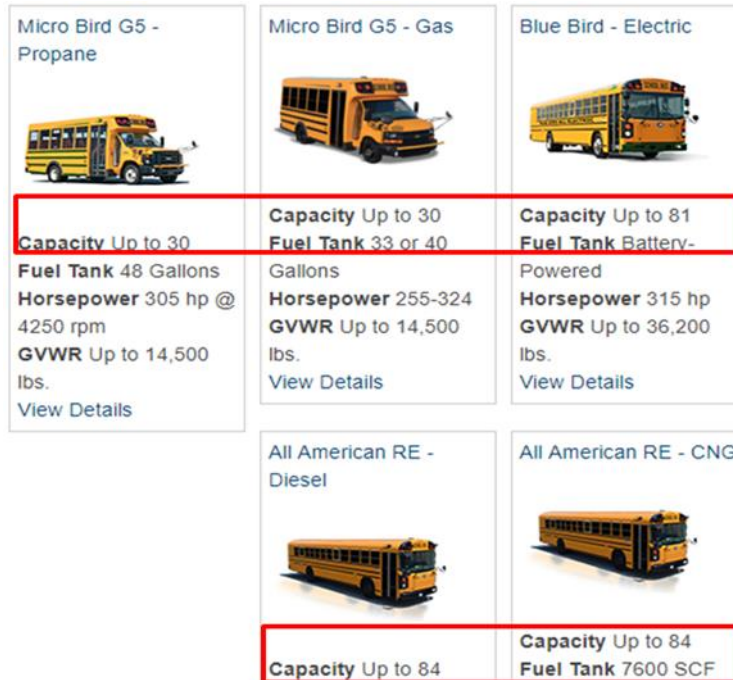 Micro Bird G5 -
Propane
Capacity Up to 30
Fuel Tank 48 Gallons
Horsepower 305 hp @
4250 rpm
GVWR Up to 14,500
lbs.
View Details
Micro Bird G5 - Gas
Capacity Up to 30
Fuel Tank 33 or 40
Gallons
Horsepower 255-324
GVWR Up to 14,500
lbs.
View Details
Blue Bird - Electric
Capacity Up to 81
Fuel Tank Battery-
Powered
Horsepower 315 hp
GVWR Up to 36,200
lbs.
View Details
All American RE -
Diesel
Capacity Up to 84
All American RE - CNG
Capacity Up to 84
Fuel Tank 7600 SCF